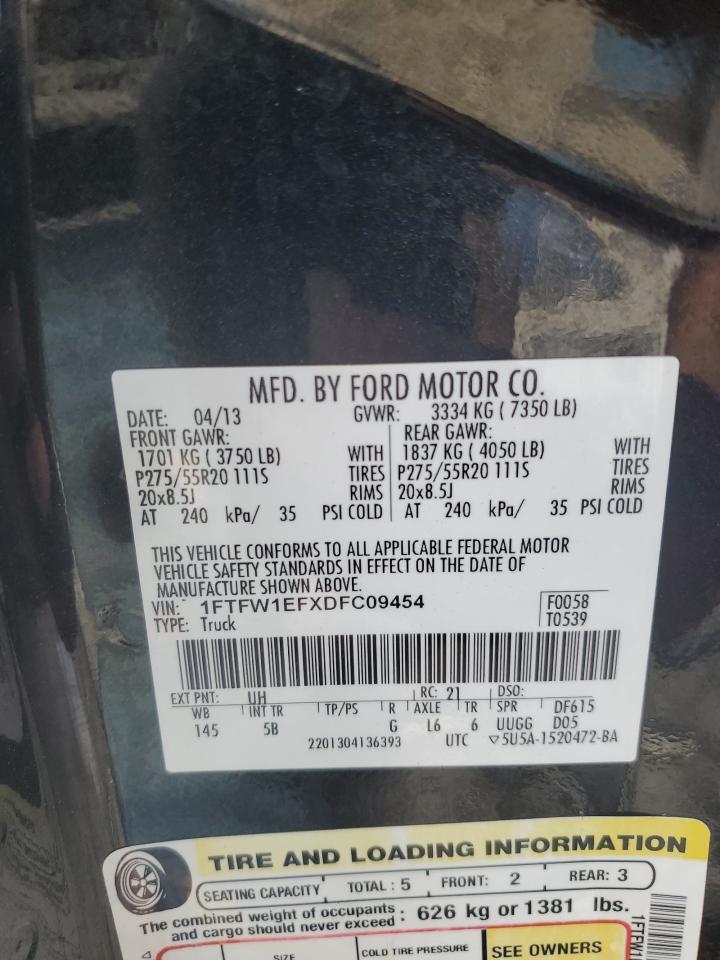 MFD. BY FORD MOTOR CO.
DATE: 04/13 GVWR: 3334 KG ( 7350 LB)
FRONT GAWR: REAR GAWR:
1701 KG ( 3750 LB) WITH 1837 KG ( 4050 LB) WITH
P275/55R20 111S TIRES P275/55R20 111S TIRES
20x8.5J RIMS 20x8.5J RIMS
AT 240 kPa/ 35 PSI COLD AT 240 kPa/ 35 PSI COLD
THIS VEHICLE CONFORMS TO ALL APPLICABLE FEDERAL MOTOR
VEHICLE SAFETY STANDARDS IN EFFECT ON THE DATE OF
MANUFACTURE SHOWN ABOVE.
VIN: 1FTFW1EFXDFC09454 F0058
TYPE: Truck T0539
EXT PNT: UH RC: 21 DSO:
WB INT TR TP/PS R AXLE TR SPR DF615
145 5B G L6 6 UUGG D05
2201304136393 UTC ▽5U5A-1520472-BA
TIRE AND LOADING INFORMATION
SEATING CAPACITY TOTAL : 5 FRONT: 2 REAR: 3
The combined weight of occupants and cargo should never exceed : 626 kg or 1381 lbs.
SIZE COLD TIRE PRESSURE SEE OWNERS
1FTFW1